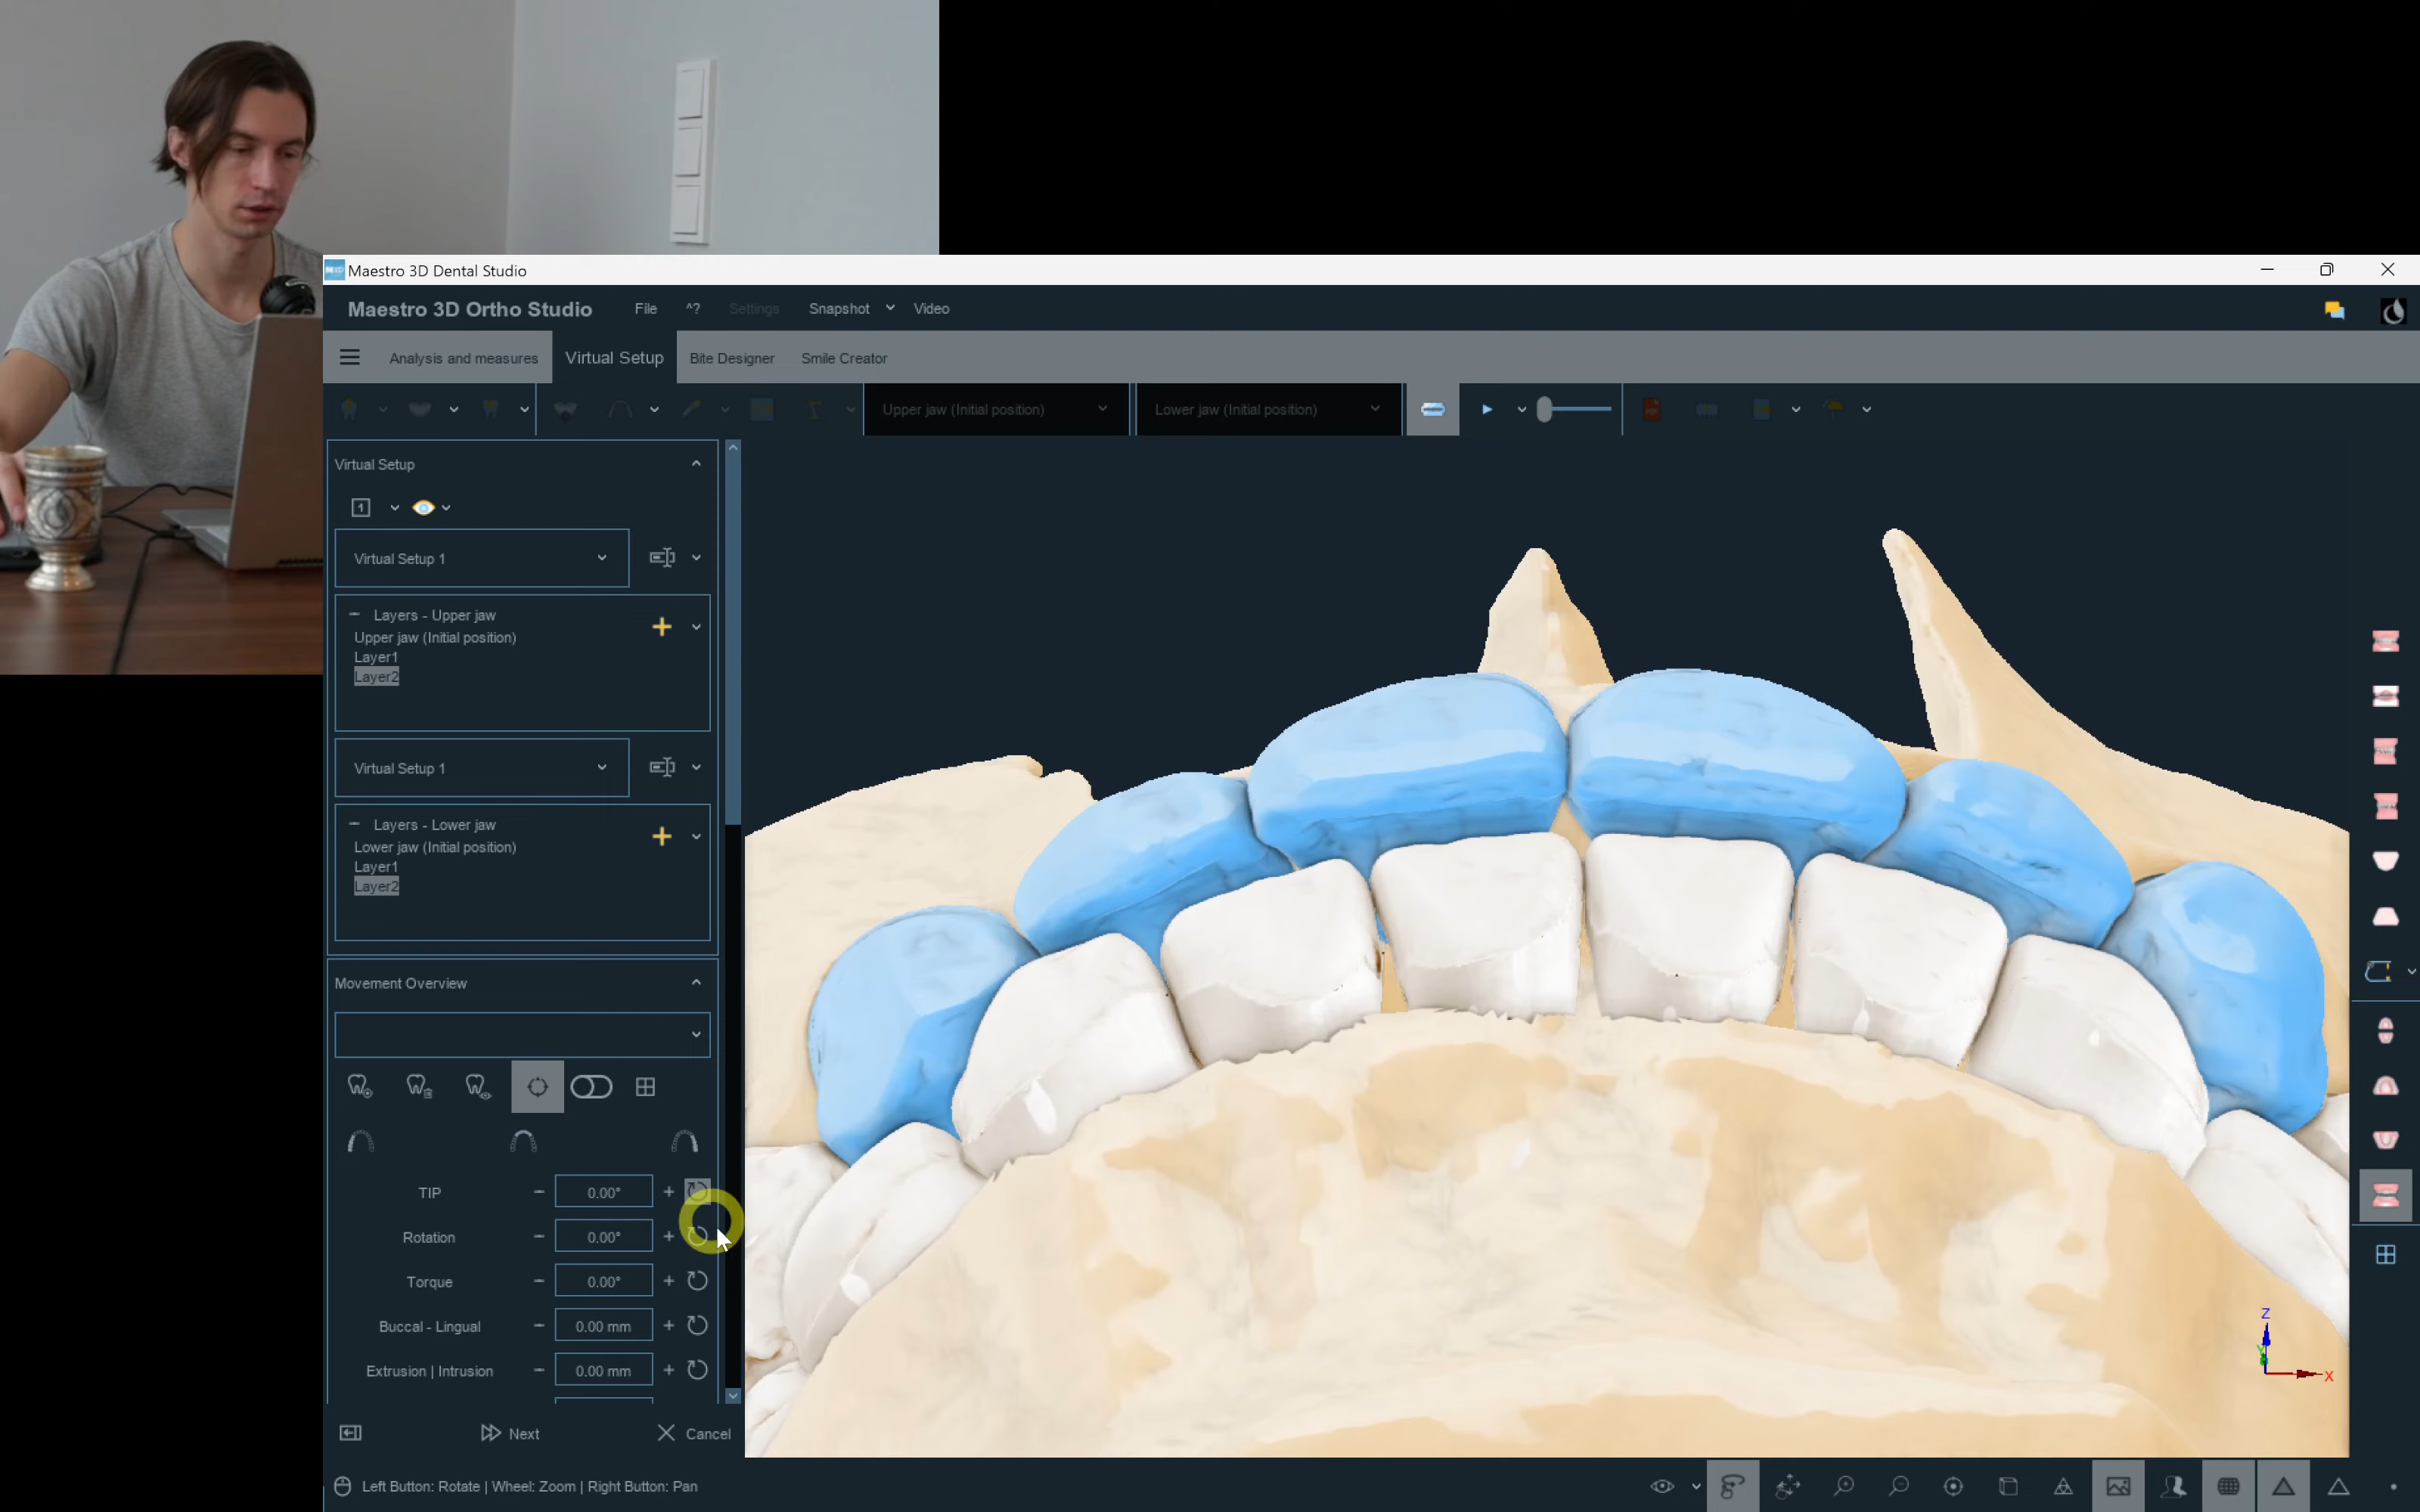 Maestro 3D Dental Studio
Maestro 3D Ortho Studio
File
^?
Settings
Snapshot
Video
Analysis and measures
Virtual Setup
Bite Designer
Smile Creator
Upper jaw (Initial position)
Lower jaw (Initial position)
Virtual Setup
1
Virtual Setup 1
Layers - Upper jaw
Upper jaw (Initial position)
Layer1
Layer2
Virtual Setup 1
Layers - Lower jaw
Lower jaw (Initial position)
Layer1
Layer2
Movement Overview
TIP 0.00°
Rotation 0.00°
Torque 0.00°
Buccal - Lingual 0.00 mm
Extrusion | Intrusion 0.00 mm
Next
Cancel
Left Button: Rotate | Wheel: Zoom | Right Button: Pan
Z
Y
X